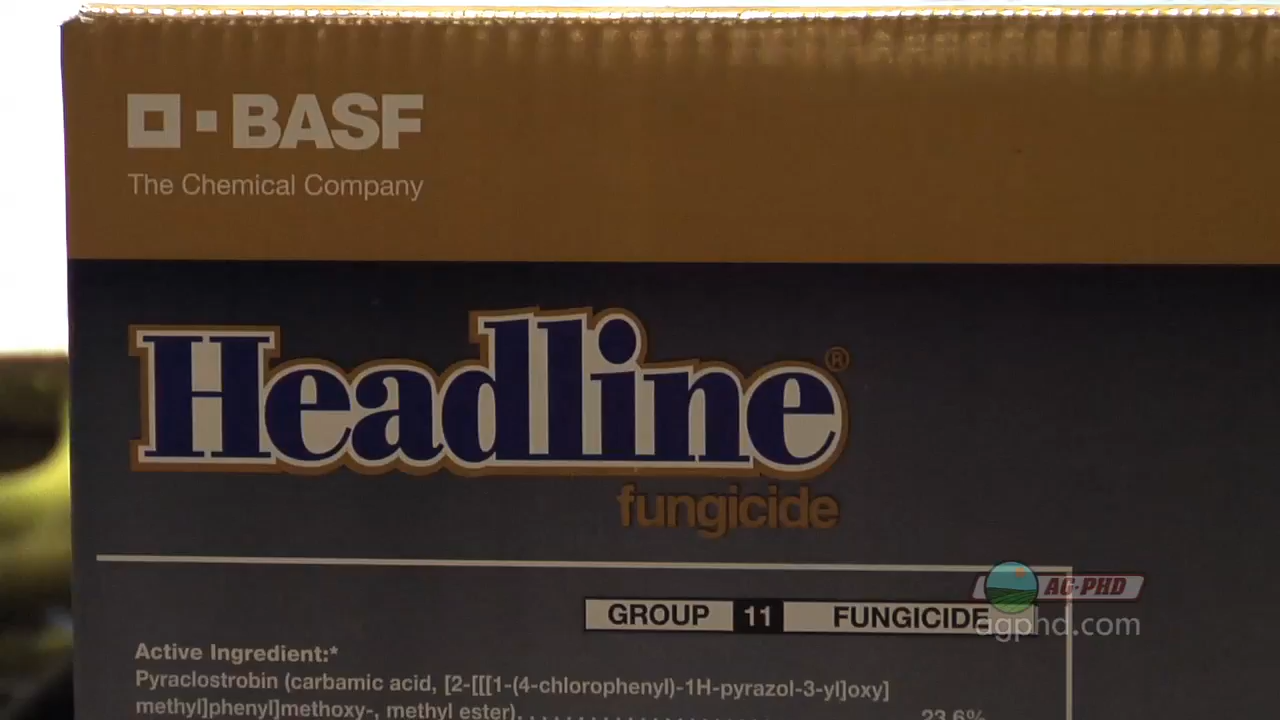 BASF
The Chemical Company
Headline®
fungicide
AG·PHD
GROUP 11 FUNGICIDE
agphd.com
Active Ingredient:*
Pyraclostrobin (carbamic acid, [2-[[[1-(4-chlorophenyl)-1H-pyrazol-3-yl]oxy]
methyl]phenyl]methoxy-, methyl ester). . . . . . . . . . . . . . . . . . . . . . . . . . . . . . . . . . . 23.6%